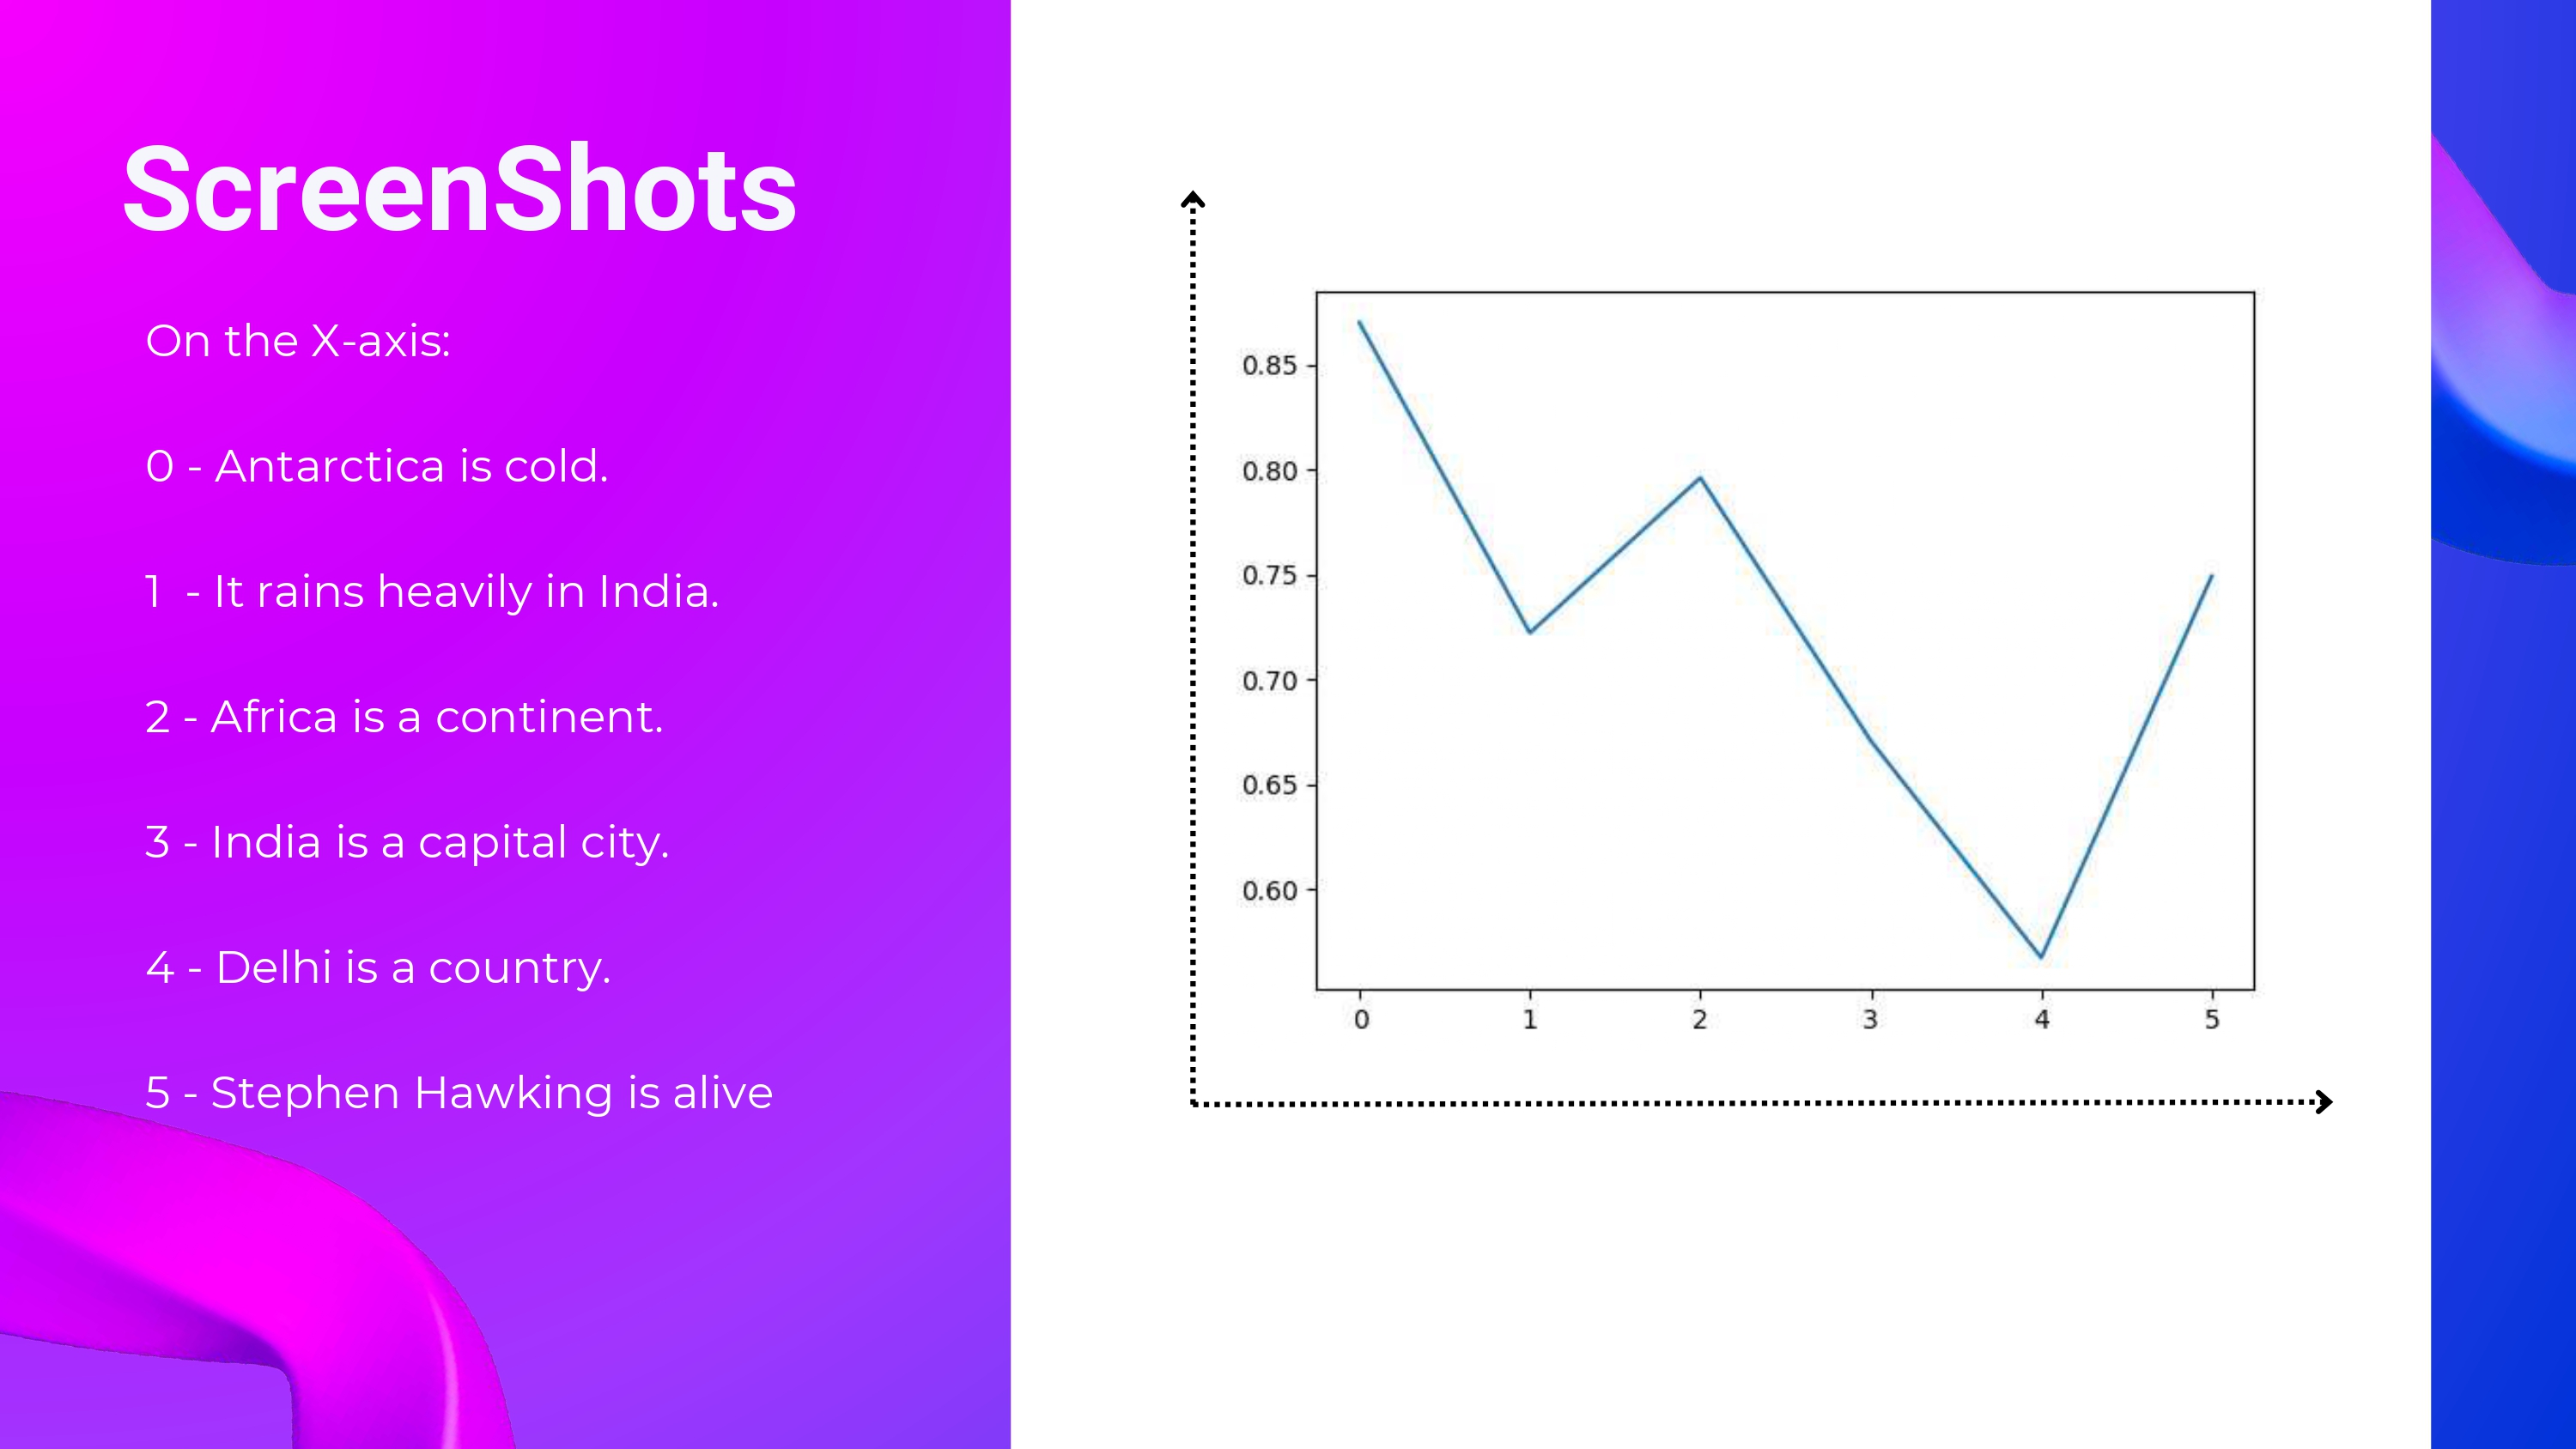 ScreenShots
On the X-axis:
0 - Antarctica is cold.
1 - It rains heavily in India.
2 - Africa is a continent.
3 - India is a capital city.
4 - Delhi is a country.
5 - Stephen Hawking is alive
0.85
0.80
0.75
0.70
0.65
0.60
0 1 2 3 4 5